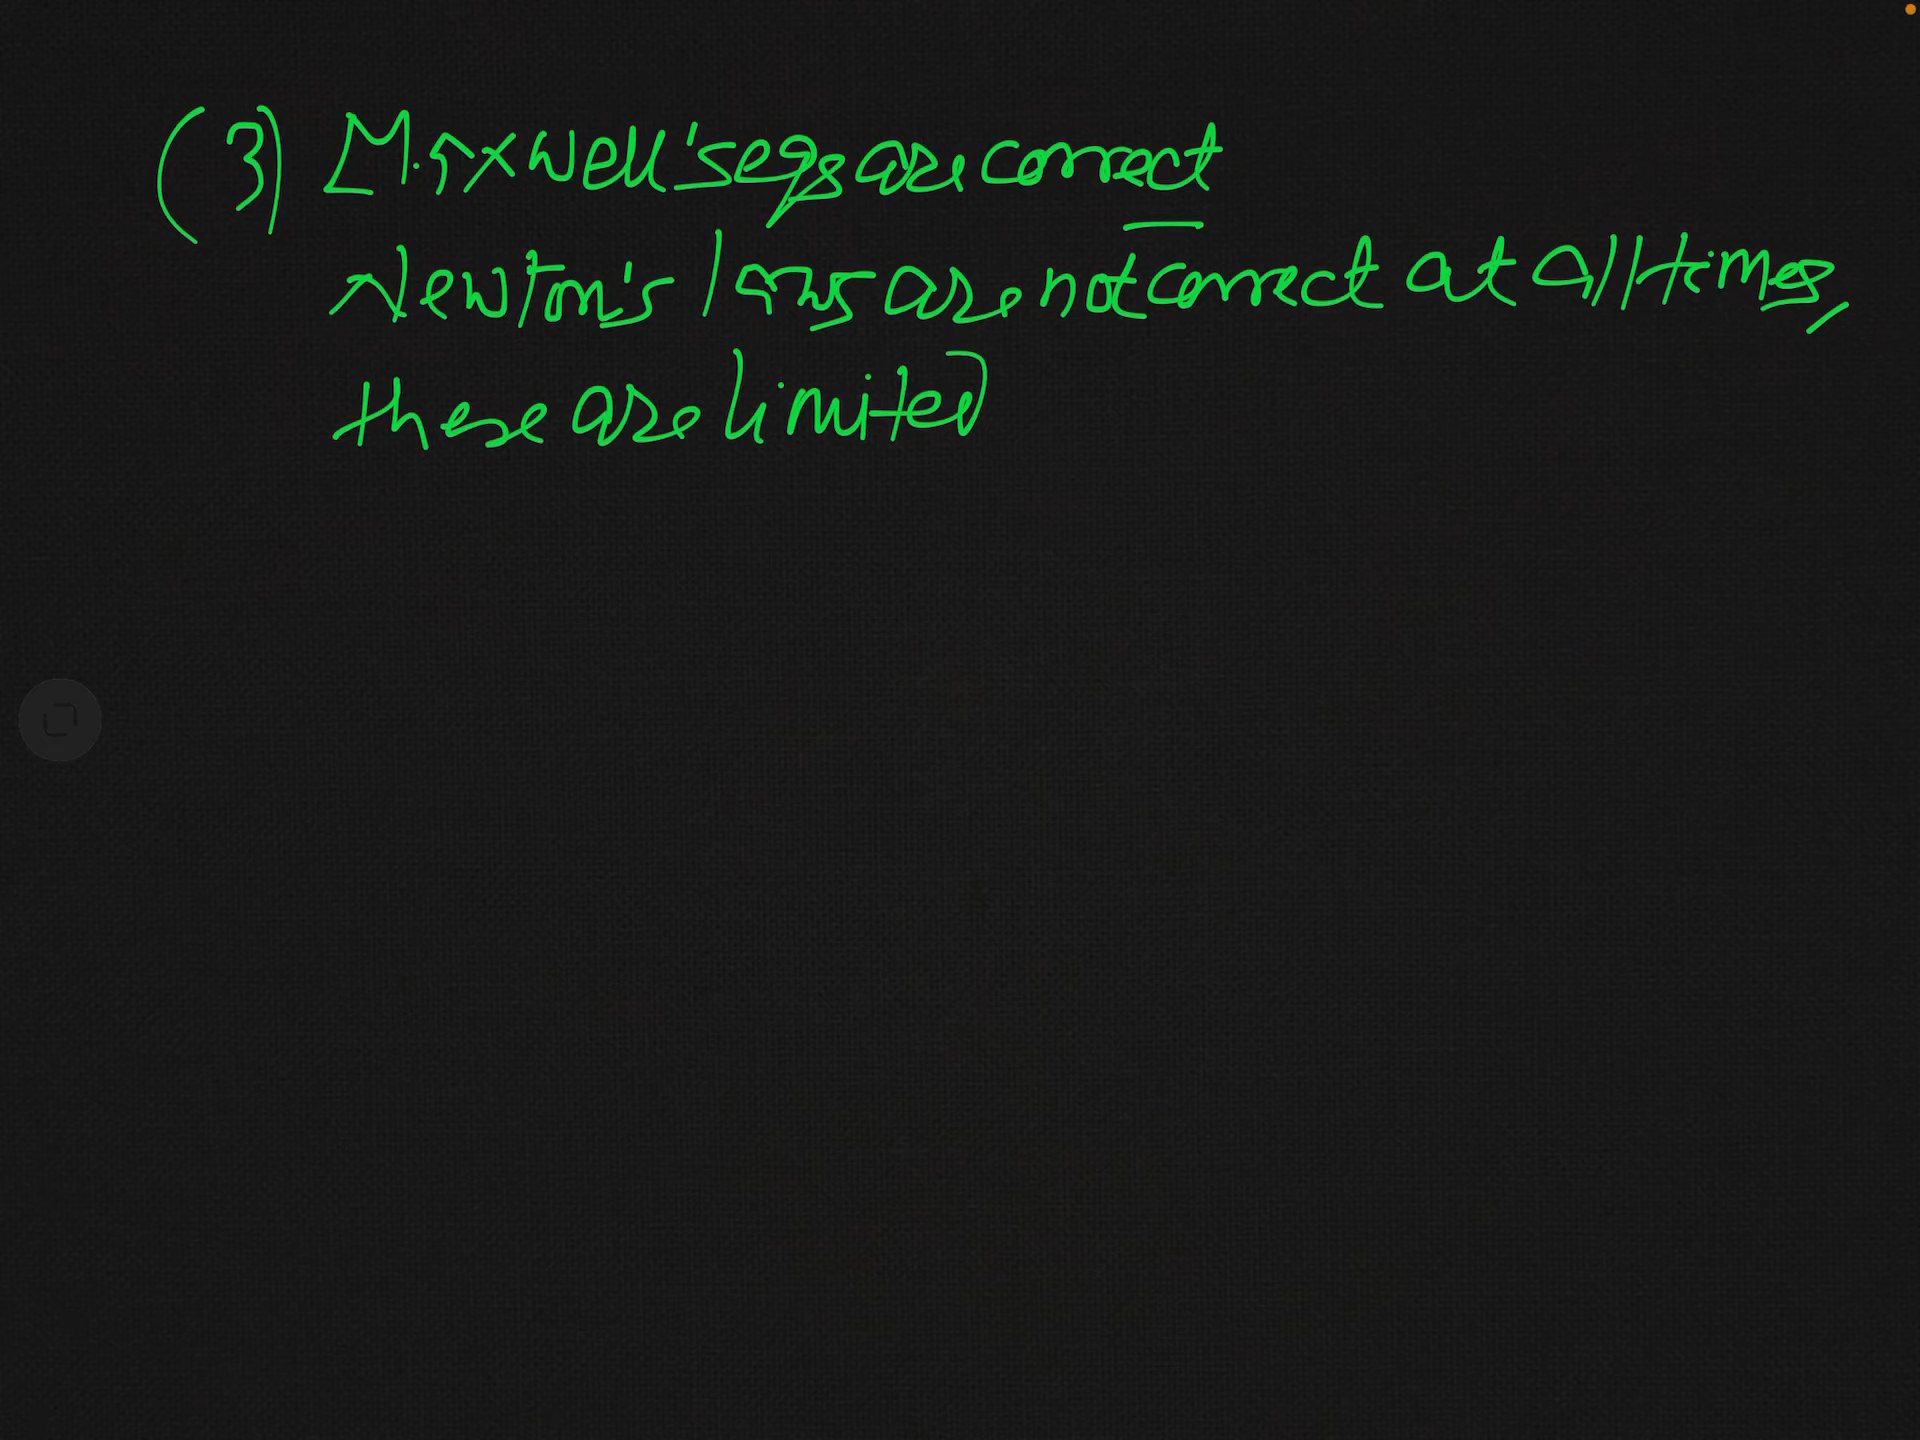 (3) Maxwell's eqs are correct
Newton's laws are not correct at all times,
these are limited